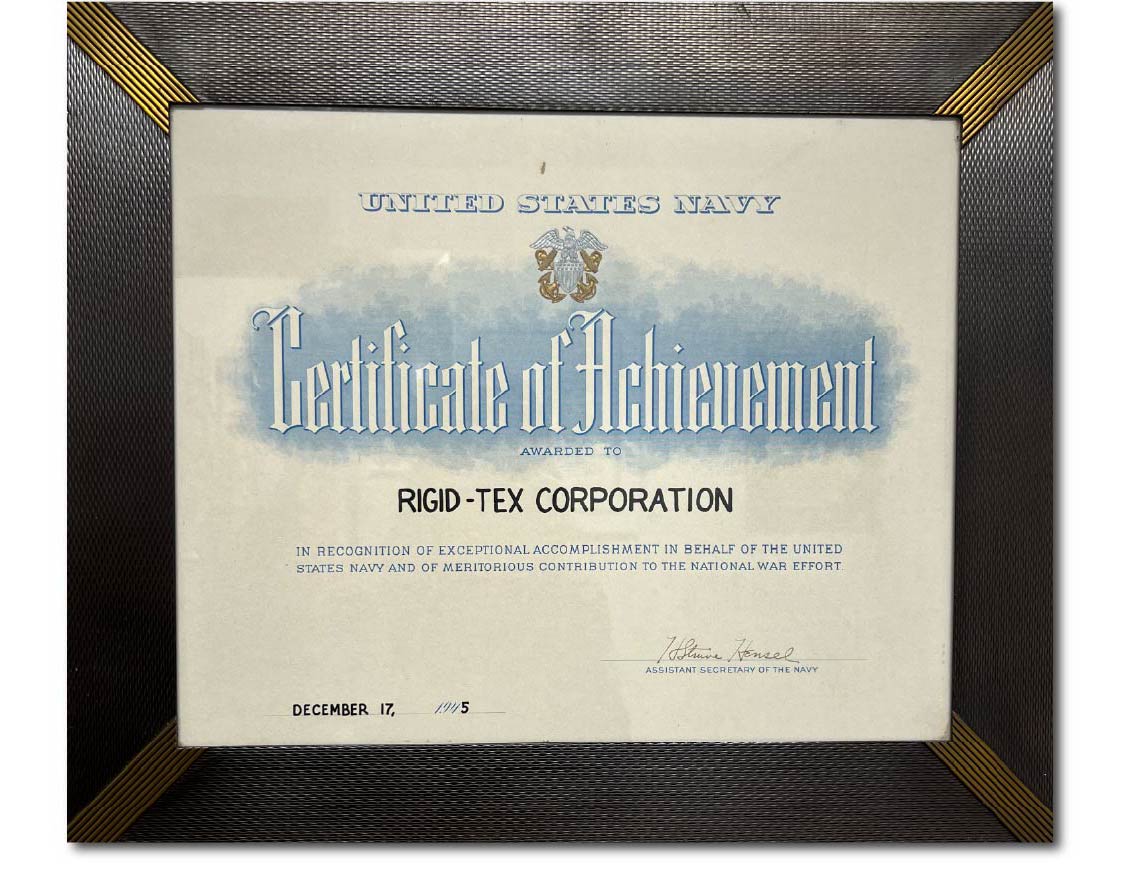 UNITED STATES NAVY
Certificate of Achievement
AWARDED TO
RIGID-TEX CORPORATION
IN RECOGNITION OF EXCEPTIONAL ACCOMPLISHMENT IN BEHALF OF THE UNITED
STATES NAVY AND OF MERITORIOUS CONTRIBUTION TO THE NATIONAL WAR EFFORT.
H Struve Hensel
ASSISTANT SECRETARY OF THE NAVY
DECEMBER 17, 1945